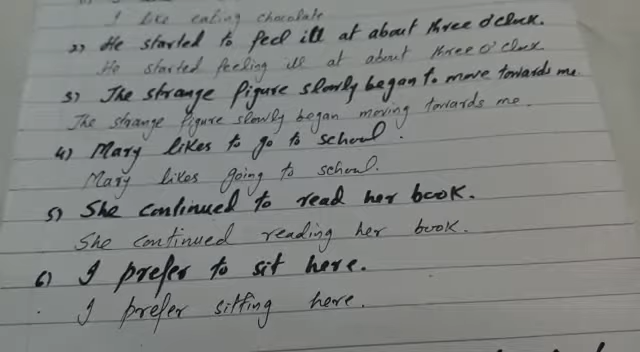 I like eating chocolate
2) He started to feel ill at about three o'clock.
He started feeling ill at about three o'clock
3) The strange figure slowly began to move towards me
The strange figure slowly began moving towards me.
4) Mary likes to go to school.
Mary likes going to school.
5) She continued to read her book.
She continued reading her book.
6) I prefer to sit here.
I prefer sitting here.